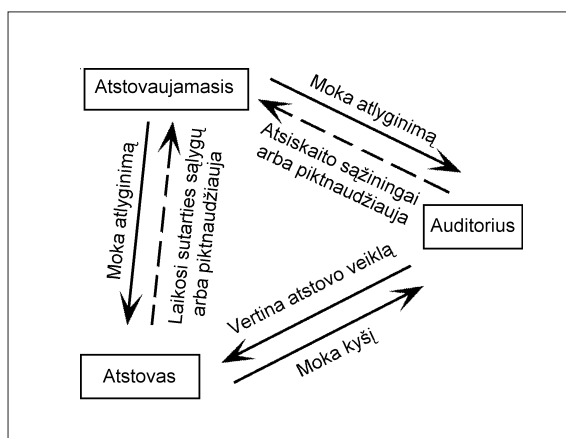 Atstovaujamasis
Moka atlyginimą
Atsiskaito sąžiningai
arba piktnaudžiauja
Auditorius
Moka atlyginimą
Laikosi sutarties sąlygų
arba piktnaudžiauja
Vertina atstovo veiklą
Moka kyšį
Atstovas